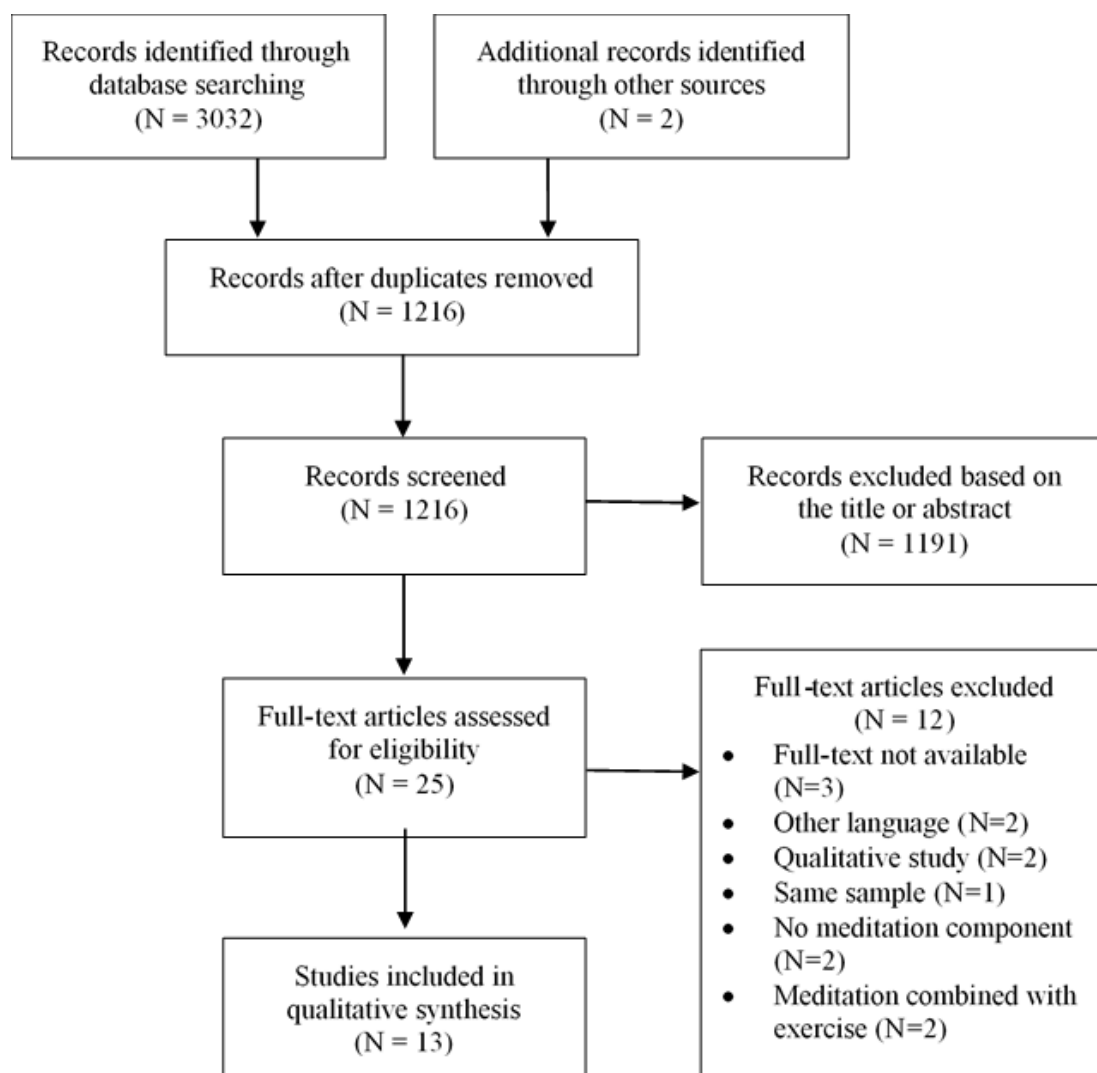 Records identified through
database searching
(N = 3032)
Additional records identified
through other sources
(N = 2)
Records after duplicates removed
(N = 1216)
Records screened
(N = 1216)
Records excluded based on
the title or abstract
(N = 1191)
Full-text articles assessed
for eligibility
(N = 25)
Full-text articles excluded
(N = 12)
• Full-text not available
(N=3)
• Other language (N=2)
• Qualitative study (N=2)
• Same sample (N=1)
• No meditation component
(N=2)
• Meditation combined with
exercise (N=2)
Studies included in
qualitative synthesis
(N = 13)